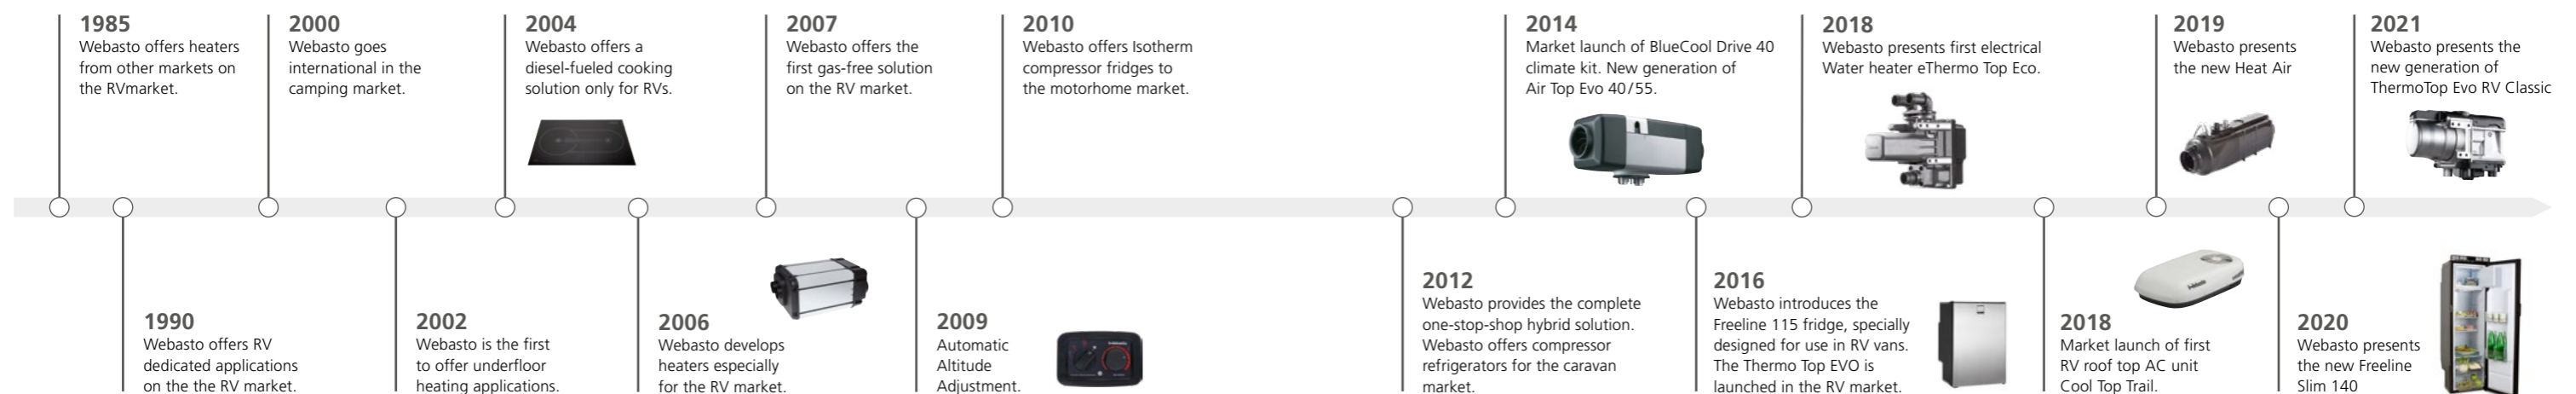 1985
Webasto offers heaters
from other markets on
the RVmarket.
1990
Webasto offers RV
dedicated applications
on the the RV market.
2000
Webasto goes
international in the
camping market.
2002
Webasto is the first
to offer underfloor
heating applications.
2004
Webasto offers a
diesel-fueled cooking
solution only for RVs.
2006
Webasto develops
heaters especially
for the RV market.
2007
Webasto offers the
first gas-free solution
on the RV market.
2009
Automatic
Altitude
Adjustment.
2010
Webasto offers Isotherm
compressor fridges to
the motorhome market.
2012
Webasto provides the complete
one-stop-shop hybrid solution.
Webasto offers compressor
refrigerators for the caravan
market.
2014
Market launch of BlueCool Drive 40
climate kit. New generation of
Air Top Evo 40/55.
2016
Webasto introduces the
Freeline 115 fridge, specially
designed for use in RV vans.
The Thermo Top EVO is
launched in the RV market.
2018
Webasto presents first electrical
Water heater eThermo Top Eco.
2018
Market launch of first
RV roof top AC unit
Cool Top Trail.
Webasto
2019
Webasto presents
the new Heat Air
2020
Webasto presents
the new Freeline
Slim 140
2021
Webasto presents the
new generation of
ThermoTop Evo RV Classic